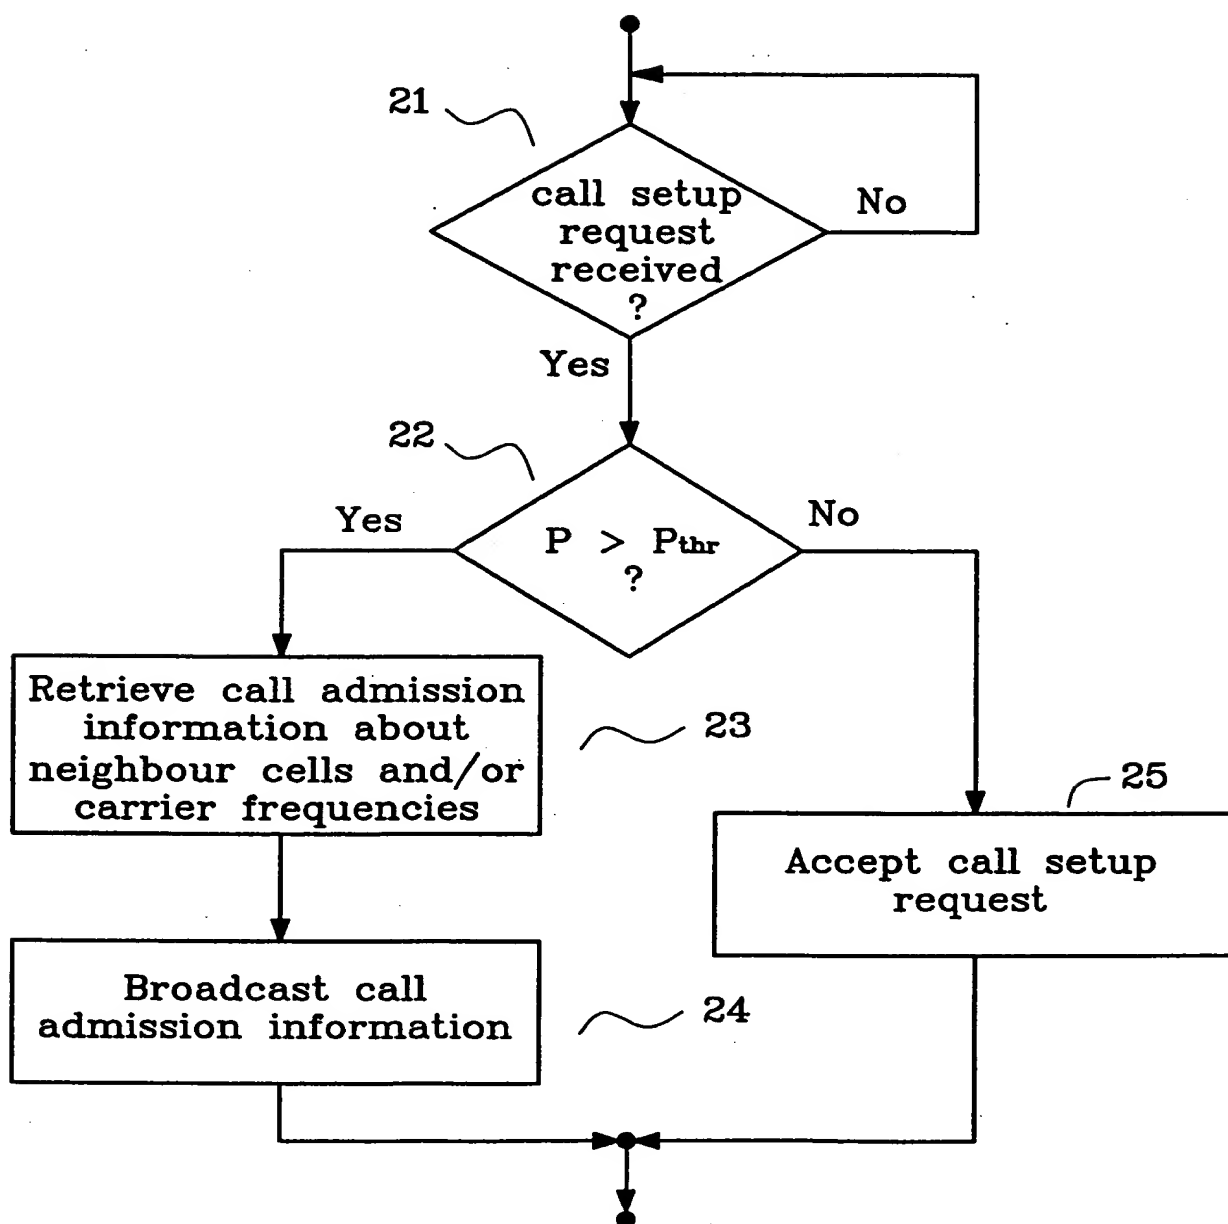 21
call setup
request
received
?
No
Yes
22
Yes
P > Pthr
?
No
Retrieve call admission
information about
neighbour cells and/or
carrier frequencies
23
25
Accept call setup
request
Broadcast call
admission information
24